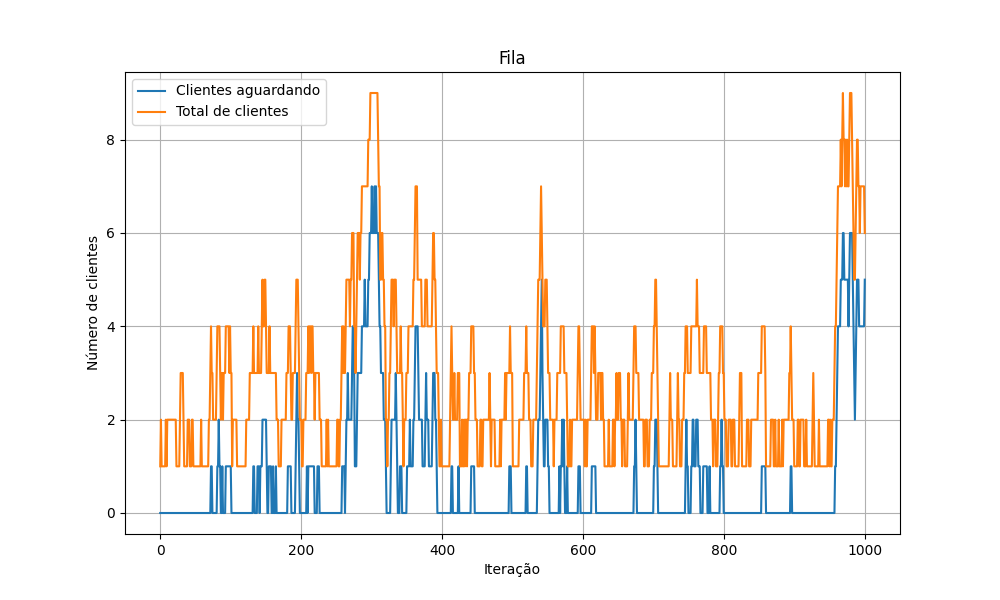 Fila
Clientes aguardando
Total de clientes
Número de clientes
8
6
4
2
0
0
200
400
600
800
1000
Iteração